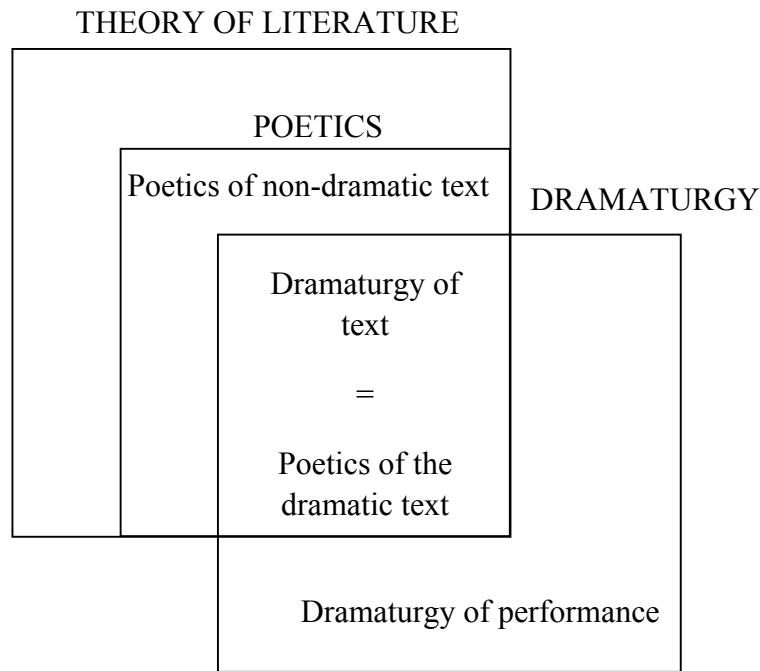 THEORY OF LITERATURE
POETICS
Poetics of non-dramatic text
DRAMATURGY
Dramaturgy of
text
=
Poetics of the
dramatic text
Dramaturgy of performance